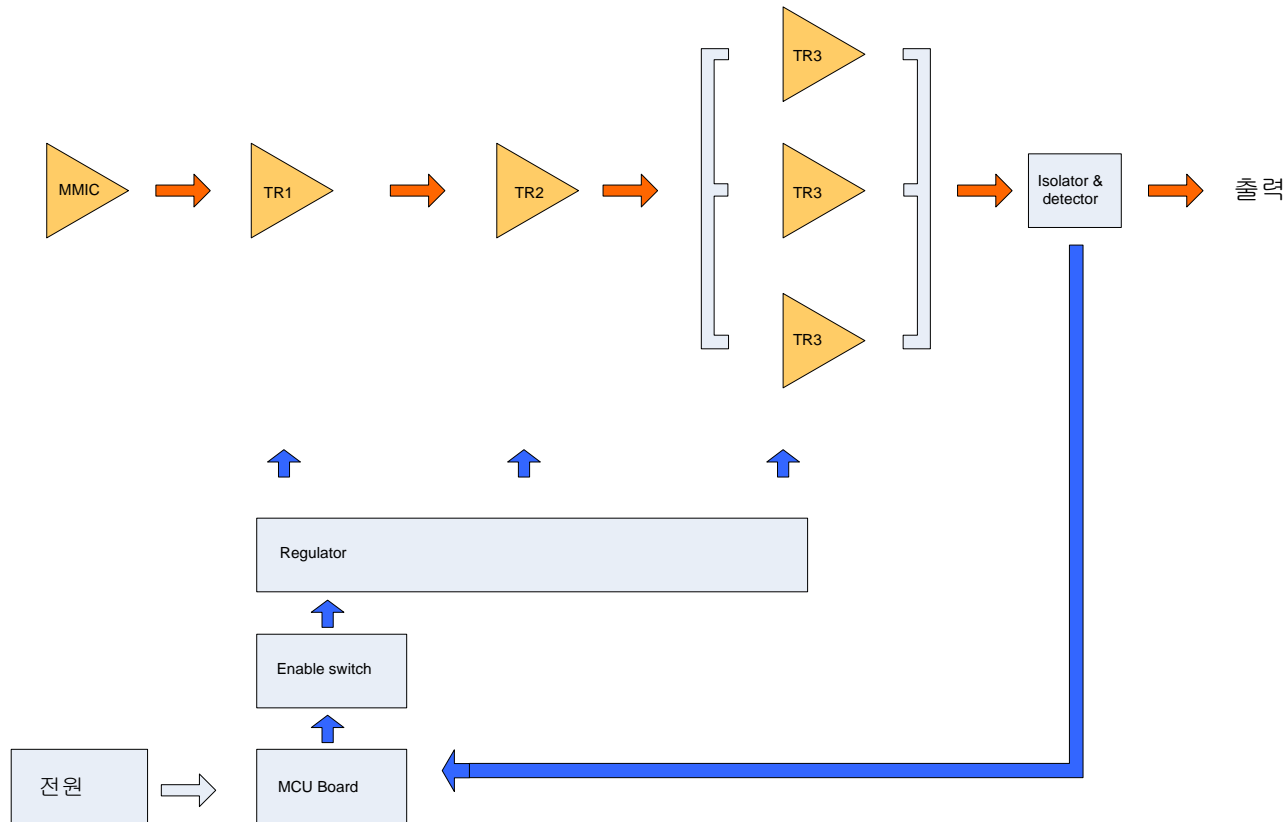 TR3
MMIC
TR1
TR2
TR3
Isolator &
detector
출력
TR3
Regulator
Enable switch
전원
MCU Board